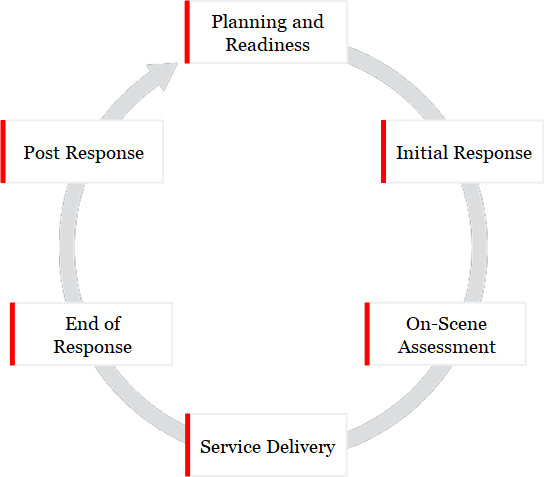 Planning and
Readiness
Initial Response
On-Scene
Assessment
Service Delivery
End of
Response
Post Response